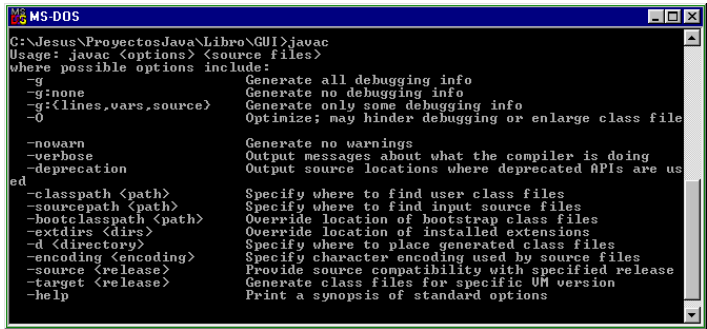 MS-DOS
C:\Jesus\ProyectosJava\Libro\GUI>javac
Usage: javac <options> <source files>
where possible options include:
-g Generate all debugging info
-g:none Generate no debugging info
-g:{lines,vars,source} Generate only some debugging info
-O Optimize; may hinder debugging or enlarge class file
-nowarn Generate no warnings
-verbose Output messages about what the compiler is doing
-deprecation Output source locations where deprecated APIs are us
ed
-classpath <path> Specify where to find user class files
-sourcepath <path> Specify where to find input source files
-bootclasspath <path> Override location of bootstrap class files
-extdirs <dirs> Override location of installed extensions
-d <directory> Specify where to place generated class files
-encoding <encoding> Specify character encoding used by source files
-source <release> Provide source compatibility with specified release
-target <release> Generate class files for specific VM version
-help Print a synopsis of standard options